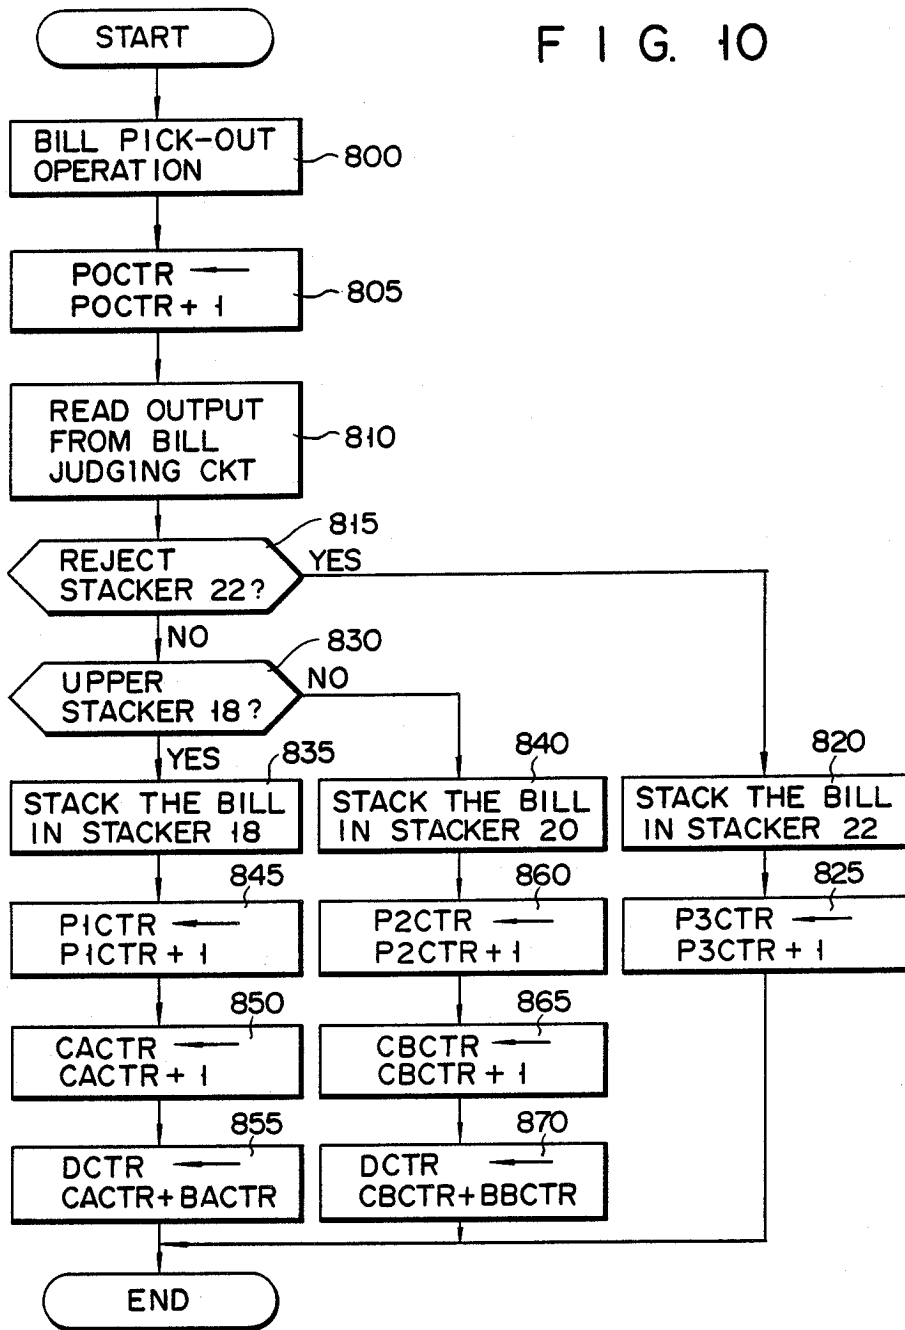 START
F I G. 10
BILL PICK-OUT
OPERATION
800
POCTR ←
POCTR + 1
805
READ OUTPUT
FROM BILL
JUDGING CKT
810
815
REJECT
STACKER 22?
YES
NO
830
UPPER
STACKER 18?
NO
YES
835
STACK THE BILL
IN STACKER 18
840
STACK THE BILL
IN STACKER 20
820
STACK THE BILL
IN STACKER 22
845
P1CTR ←
P1CTR + 1
860
P2CTR ←
P2CTR + 1
825
P3CTR ←
P3CTR + 1
850
CACTR ←
CACTR + 1
865
CBCTR ←
CBCTR + 1
855
DCTR ←
CACTR+BACTR
870
DCTR ←
CBCTR+BBCTR
END